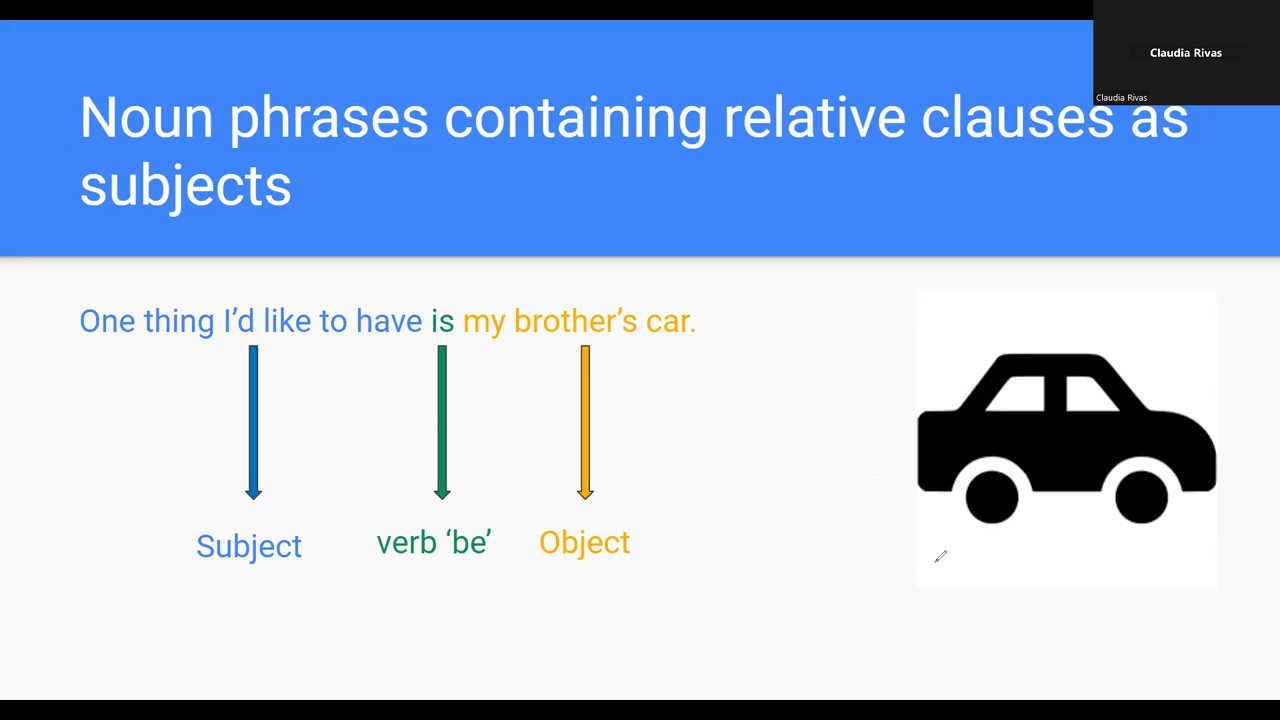 Claudia Rivas
Claudia Rivas
Noun phrases containing relative clauses as
subjects
One thing I’d like to have is my brother’s car.
Subject verb ‘be’ Object